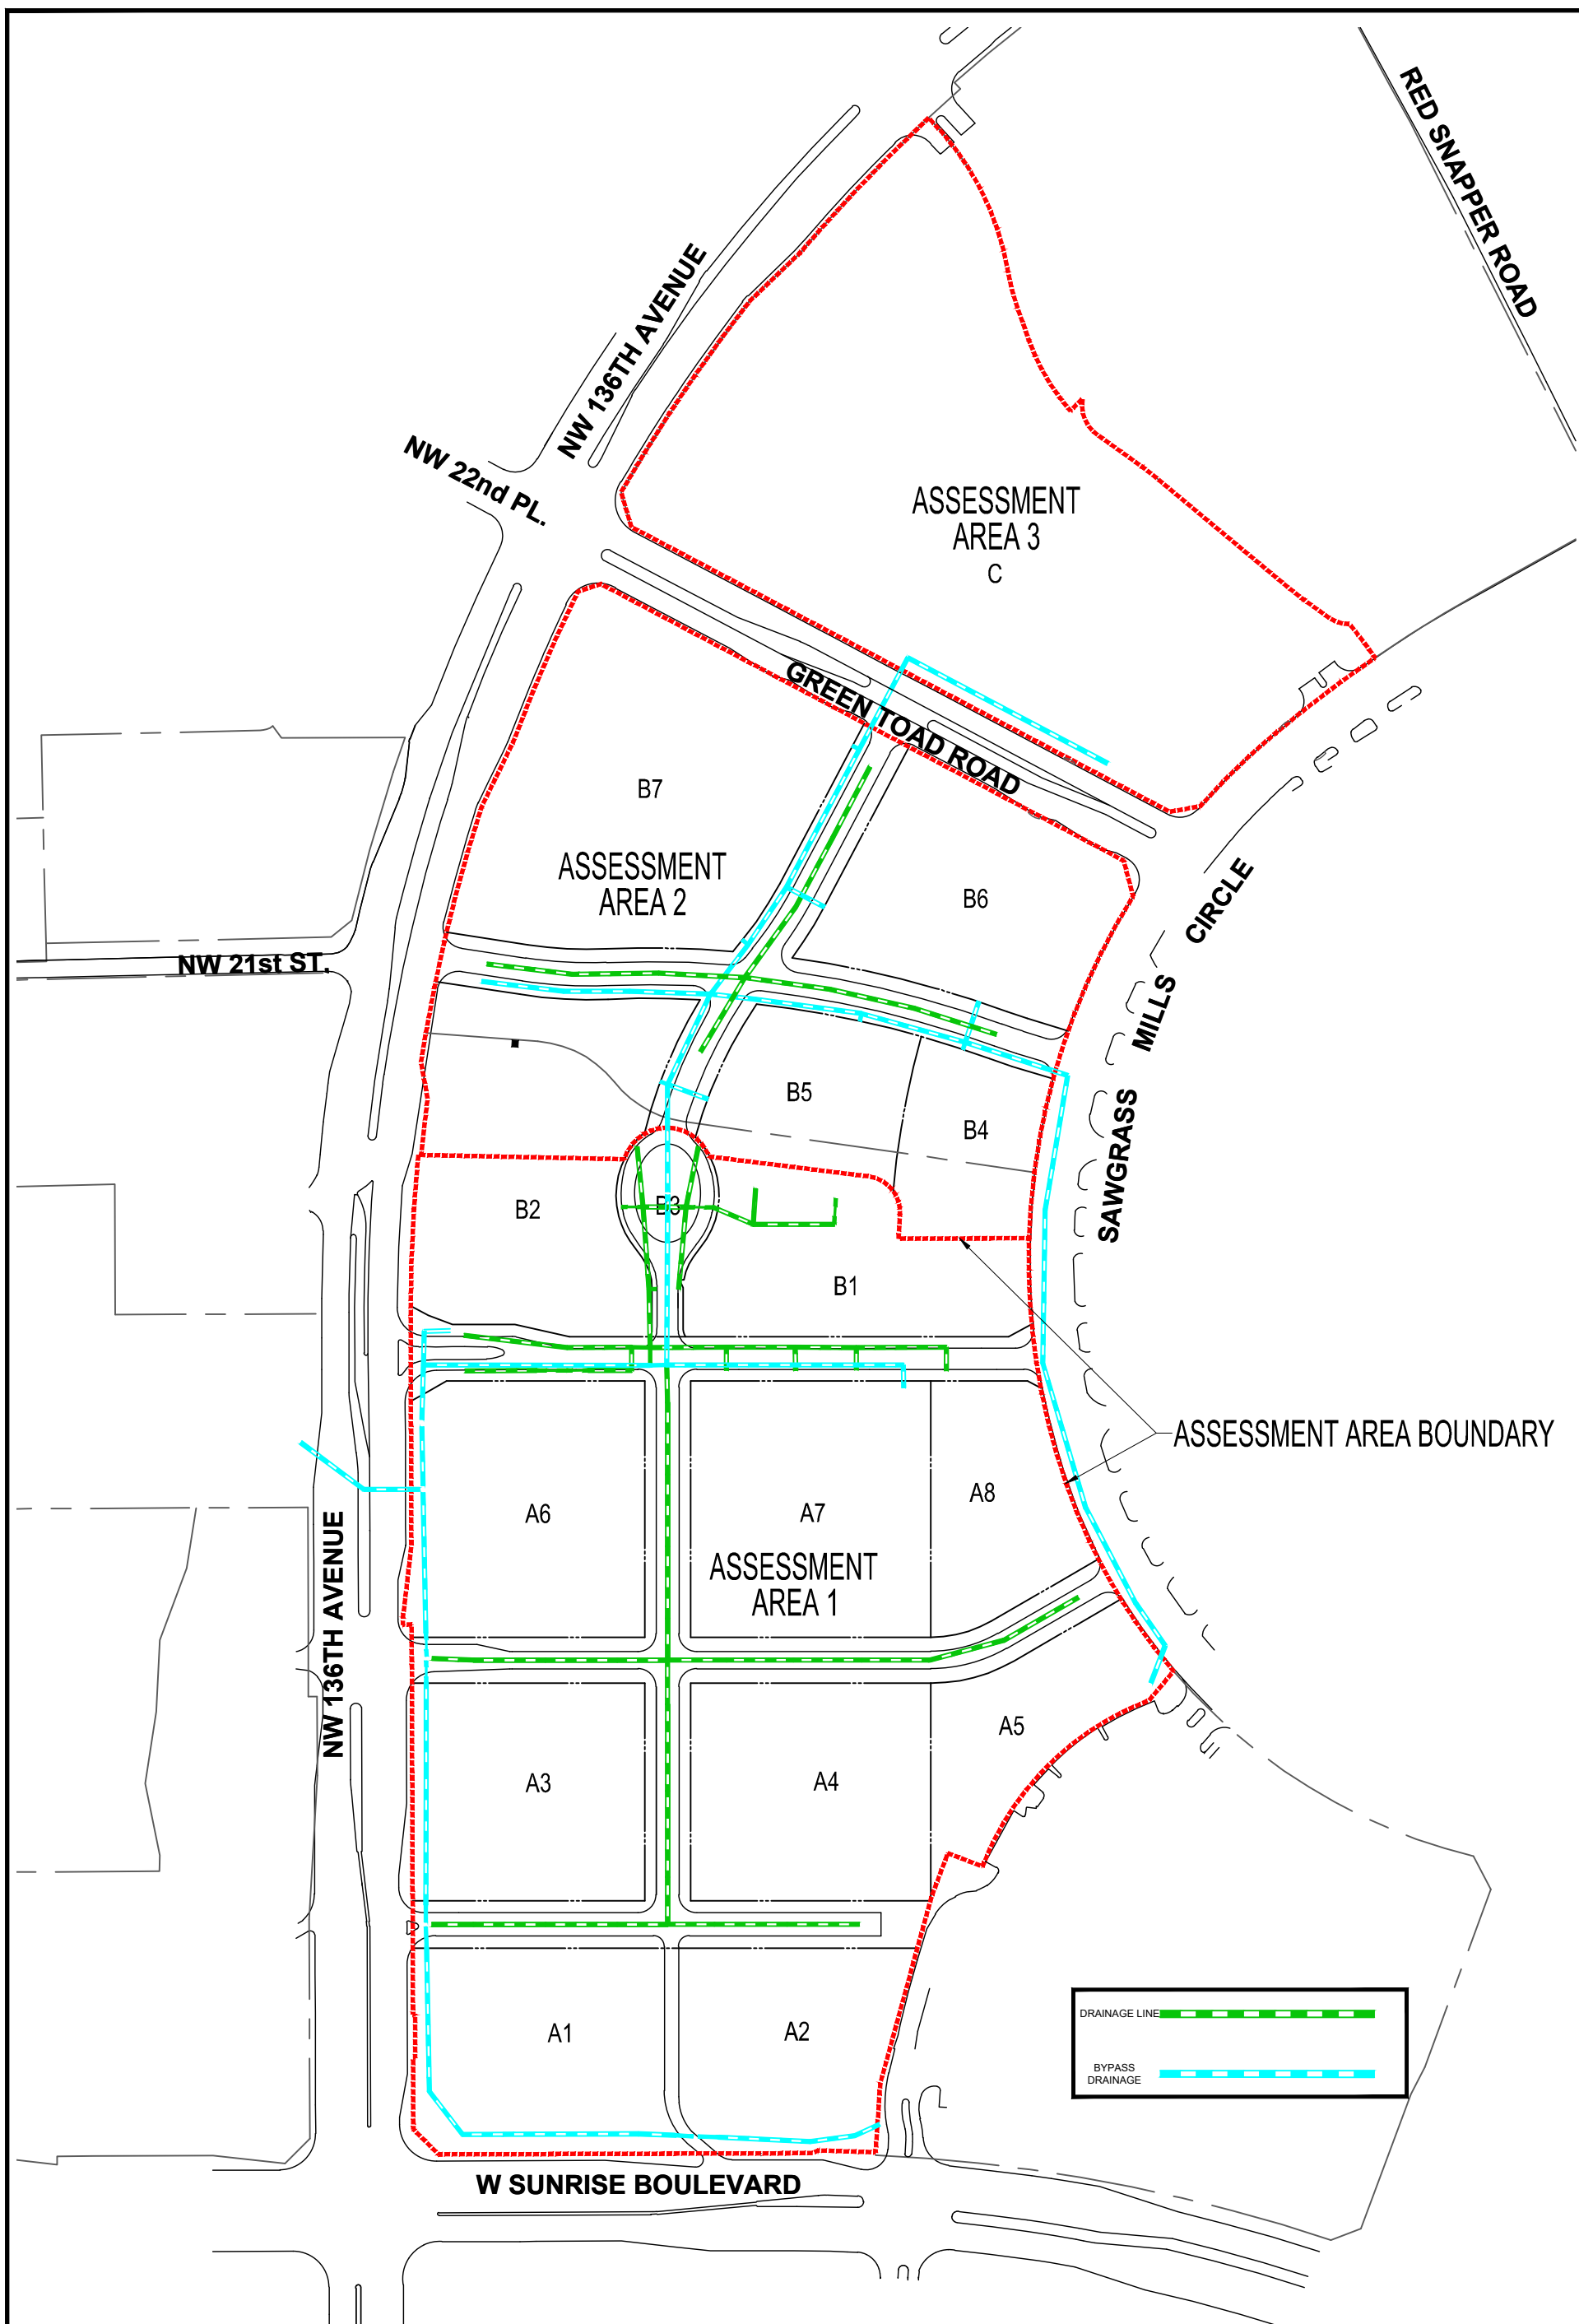 RED SNAPPER ROAD
NW 136TH AVENUE
NW 22nd PL.
ASSESSMENT
AREA 3
C
GREEN TOAD ROAD
B7
ASSESSMENT
AREA 2
B6
SAWGRASS MILLS CIRCLE
NW 21st ST.
B5
B4
B3
B2
B1
ASSESSMENT AREA BOUNDARY
A8
A6
A7
ASSESSMENT
AREA 1
NW 136TH AVENUE
A5
A3
A4
A1
A2
DRAINAGE LINE
BYPASS
DRAINAGE
W SUNRISE BOULEVARD